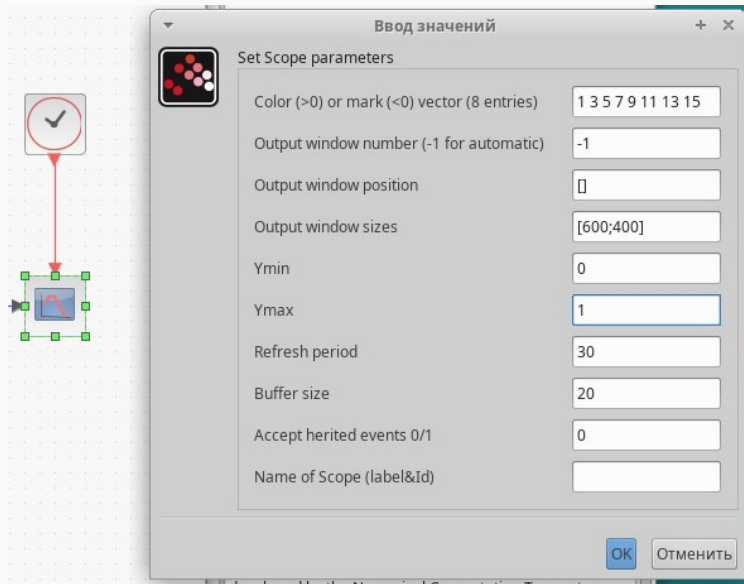 Ввод значений
Set Scope parameters
Color (>0) or mark (<0) vector (8 entries) 1 3 5 7 9 11 13 15
Output window number (-1 for automatic) -1
Output window position []
Output window sizes [600;400]
Ymin 0
Ymax 1
Refresh period 30
Buffer size 20
Accept herited events 0/1 0
Name of Scope (label&Id)
OK Отменить